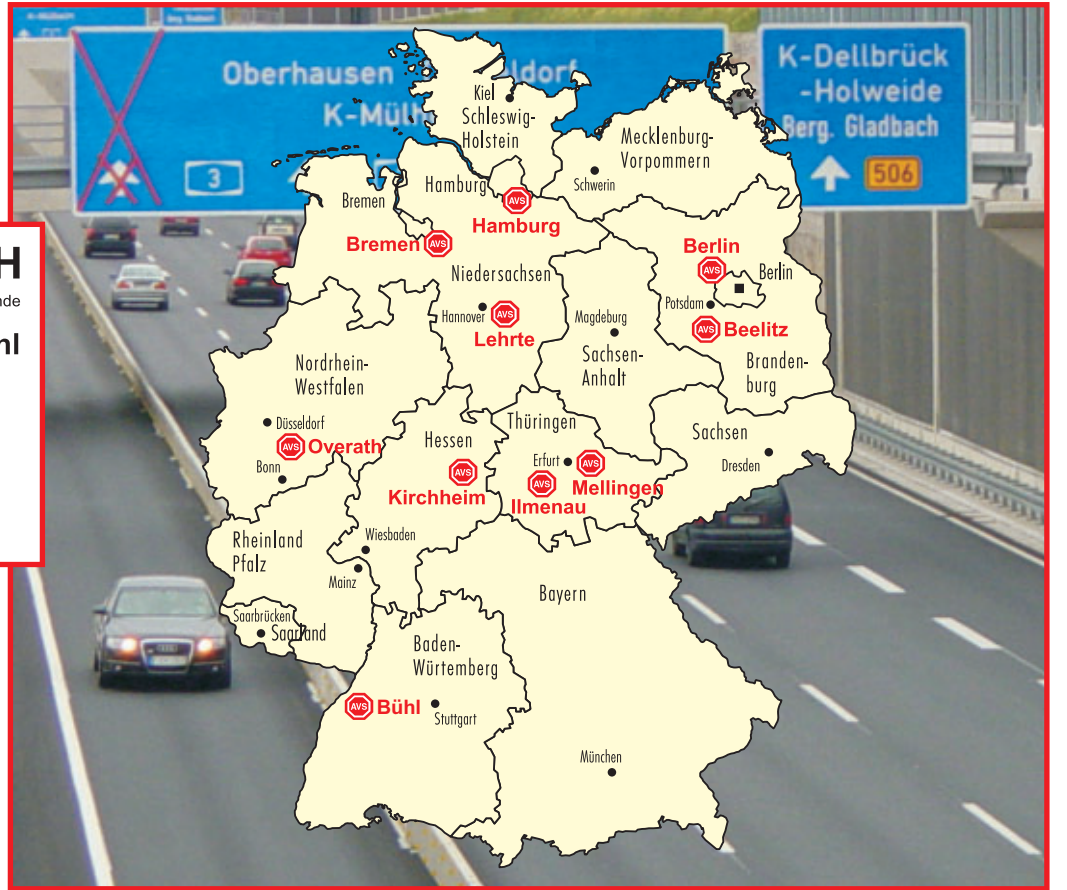 Oberhausen
ldorf
K-Mülh
3
K-Dellbrück
-Holweide
Berg. Gladbach
506
H
nde
hl
Kiel
Schleswig-
Holstein
Mecklenburg-
Vorpommern
Schwerin
Hamburg
AVS
Hamburg
Bremen
Bremen AVS
Berlin
AVS
Berlin
Niedersachsen
Hannover
AVS
Lehrte
Potsdam
AVS Beelitz
Magdeburg
Sachsen-
Anhalt
Branden-
burg
Nordrhein-
Westfalen
Düsseldorf
AVS Overath
Bonn
Hessen
AVS
Kirchheim
Thüringen
Erfurt
AVS
Mellingen
AVS
Ilmenau
Sachsen
Dresden
Rheinland
Pfalz
Wiesbaden
Mainz
Saarbrücken
Saarland
Bayern
Baden-
Würtemberg
AVS Bühl
Stuttgart
München